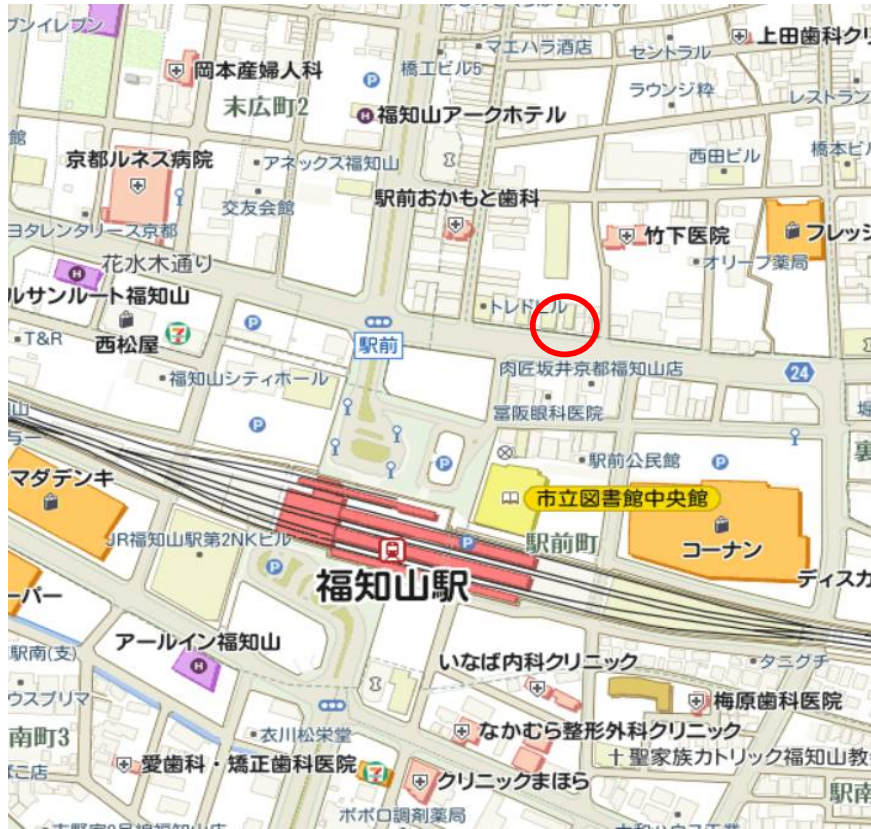 ブンイレブン
マエハラ酒店
セントラル
上田歯科クリ
岡本産婦人科
橋工ビル5
ラウンジ粋
レストラン
末広町2
福知山アークホテル
館
京都ルネス病院
アネックス福知山
西田ビル
橋本ビ
駅前おかもと歯科
交友会館
竹下医院
フレッシ
ヨタレンタリース京都
オリーブ薬局
花水木通り
ルサンルート福知山
トレドビル
T&R
西松屋
駅前
肉匠坂井京都福知山店
24
福知山シティホール
冨阪眼科医院
堀
山
駅前公民館
裏
マダデンキ
市立図書館中央館
JR福知山駅第2NKビル
駅前町
コーナン
福知山駅
ディスカ
ーパー
アールイン福知山
駅南(支)
いなば内科クリニック
タニグチ
ウスプリマ
梅原歯科医院
南町3
衣川松栄堂
なかむら整形外科クリニック
聖家族カトリック福知山教
愛歯科・矯正歯科医院
クリニックまほら
駅南
ポポロ調剤薬局